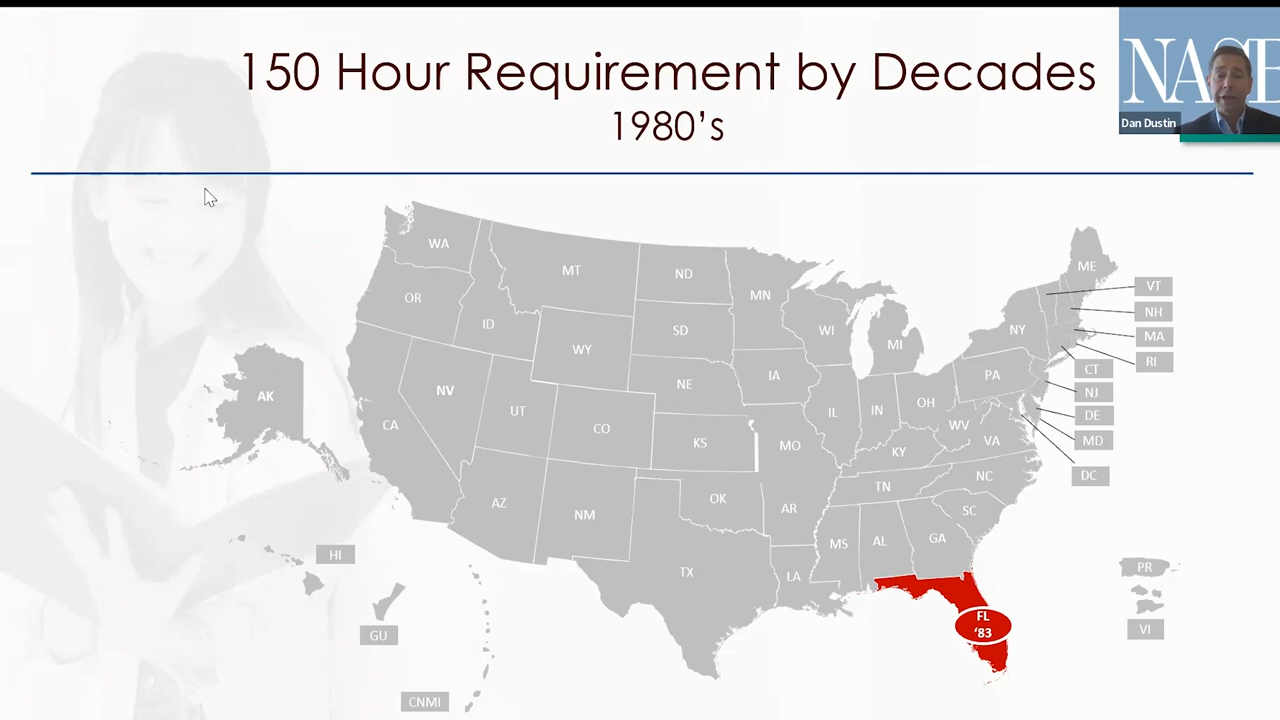 150 Hour Requirement by Decades
1980's
Dan Dustin
WA
MT
ND
MN
ME
VT
OR
ID
SD
WI
MI
NY
NH
WY
MA
RI
AK
NV
UT
CO
NE
IA
PA
CT
NJ
CA
KS
MO
IL
IN
OH
WV
VA
DE
MD
KY
DC
AZ
NM
OK
AR
TN
NC
SC
MS
AL
GA
TX
LA
HI
PR
GU
FL
'83
VI
CNMI